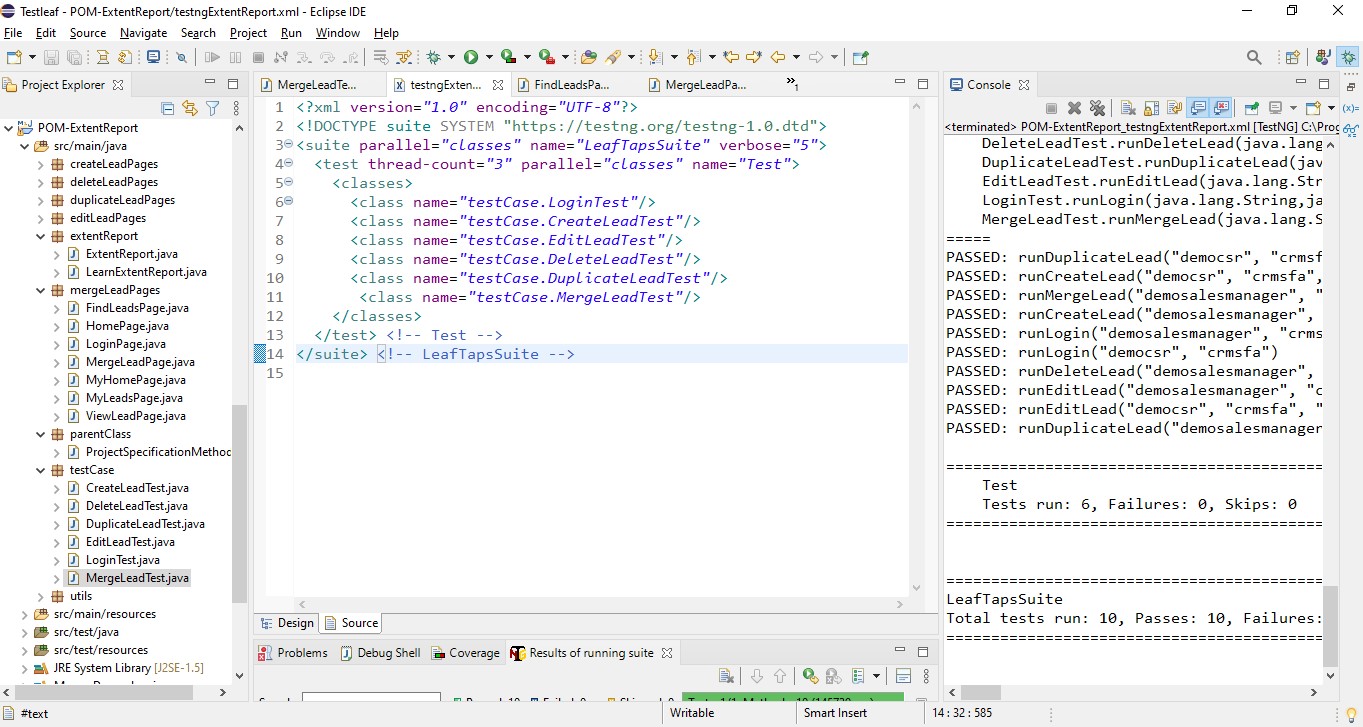 Testleaf - POM-ExtentReport/testngExtentReport.xml - Eclipse IDE
File Edit Source Navigate Search Project Run Window Help
Project Explorer
POM-ExtentReport
src/main/java
createLeadPages
deleteLeadPages
duplicateLeadPages
editLeadPages
extentReport
ExtentReport.java
LearnExtentReport.java
mergeLeadPages
FindLeadsPage.java
HomePage.java
LoginPage.java
MergeLeadPage.java
MyHomePage.java
MyLeadsPage.java
ViewLeadPage.java
parentClass
ProjectSpecificationMethod
testCase
CreateLeadTest.java
DeleteLeadTest.java
DuplicateLeadTest.java
EditLeadTest.java
LoginTest.java
MergeLeadTest.java
utils
src/main/resources
src/test/java
src/test/resources
JRE System Library [J2SE-1.5]
MergeLeadTe... testngExten... FindLeadsPa... MergeLeadPa... »1
1 <?xml version="1.0" encoding="UTF-8"?>
2 <!DOCTYPE suite SYSTEM "https://testng.org/testng-1.0.dtd">
3 <suite parallel="classes" name="LeafTapsSuite" verbose="5">
4 <test thread-count="3" parallel="classes" name="Test">
5 <classes>
6 <class name="testCase.LoginTest"/>
7 <class name="testCase.CreateLeadTest"/>
8 <class name="testCase.EditLeadTest"/>
9 <class name="testCase.DeleteLeadTest"/>
10 <class name="testCase.DuplicateLeadTest"/>
11 <class name="testCase.MergeLeadTest"/>
12 </classes>
13 </test> <!-- Test -->
14 </suite> <!-- LeafTapsSuite -->
15
Design Source
Problems Debug Shell Coverage Results of running suite
Console
<terminated> POM-ExtentReport_testngExtentReport.xml [TestNG] C:\Proc
DeleteLeadTest.runDeleteLead(java.lang
DuplicateLeadTest.runDuplicateLead(jav
EditLeadTest.runEditLead(java.lang.Str
LoginTest.runLogin(java.lang.String,ja
MergeLeadTest.runMergeLead(java.lang.S
=====
PASSED: runDuplicateLead("democsr", "crmsf
PASSED: runCreateLead("democsr", "crmsfa",
PASSED: runMergeLead("demosalesmanager", "
PASSED: runCreateLead("demosalesmanager",
PASSED: runLogin("demosalesmanager", "crms
PASSED: runLogin("democsr", "crmsfa")
PASSED: runDeleteLead("demosalesmanager",
PASSED: runEditLead("demosalesmanager", "c
PASSED: runEditLead("democsr", "crmsfa", "
PASSED: runDuplicateLead("demosalesmanager
===============================================
Test
Tests run: 6, Failures: 0, Skips: 0
===============================================
===============================================
LeafTapsSuite
Total tests run: 10, Passes: 10, Failures:
===============================================
#text Writable Smart Insert 14 : 32 : 585